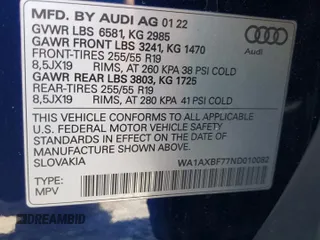 MFD. BY AUDI AG 01 22
GVWR LBS 6581, KG 2985
GAWR FRONT LBS 3241, KG 1470
FRONT-TIRES 255/55 R19
8,5JX19 RIMS, AT 260 KPA 38 PSI COLD
GAWR REAR LBS 3803, KG 1725
REAR-TIRES 255/55 R19
8,5JX19 RIMS, AT 280 KPA 41 PSI COLD
THIS VEHICLE CONFORMS TO ALL APPLICABLE
U.S. FEDERAL MOTOR VEHICLE SAFETY
STANDARDS IN EFFECT ON THE DATE OF
MANUFACTURE SHOWN ABOVE.
SLOVAKIA WA1AXBF77ND010082
TYPE:
MPV
Audi
DREAMBID